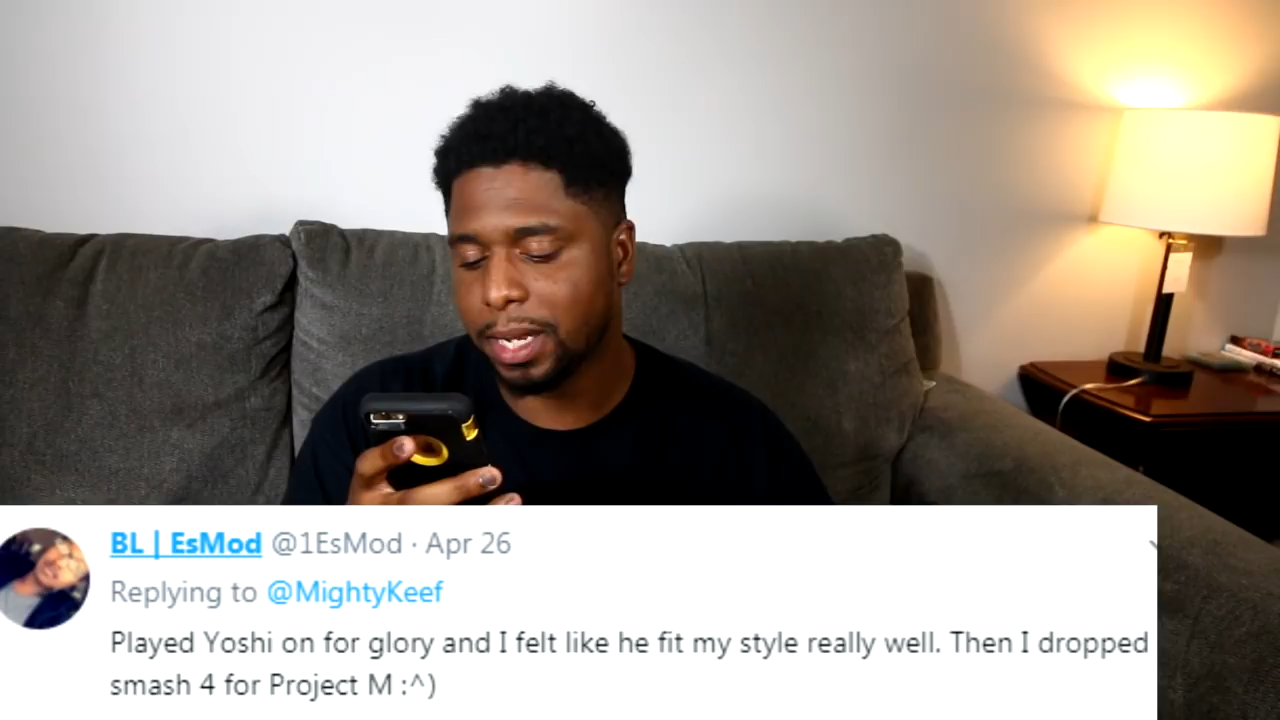 BL | EsMod @1EsMod · Apr 26
Replying to @MightyKeef
Played Yoshi on for glory and I felt like he fit my style really well. Then I dropped
smash 4 for Project M :^)